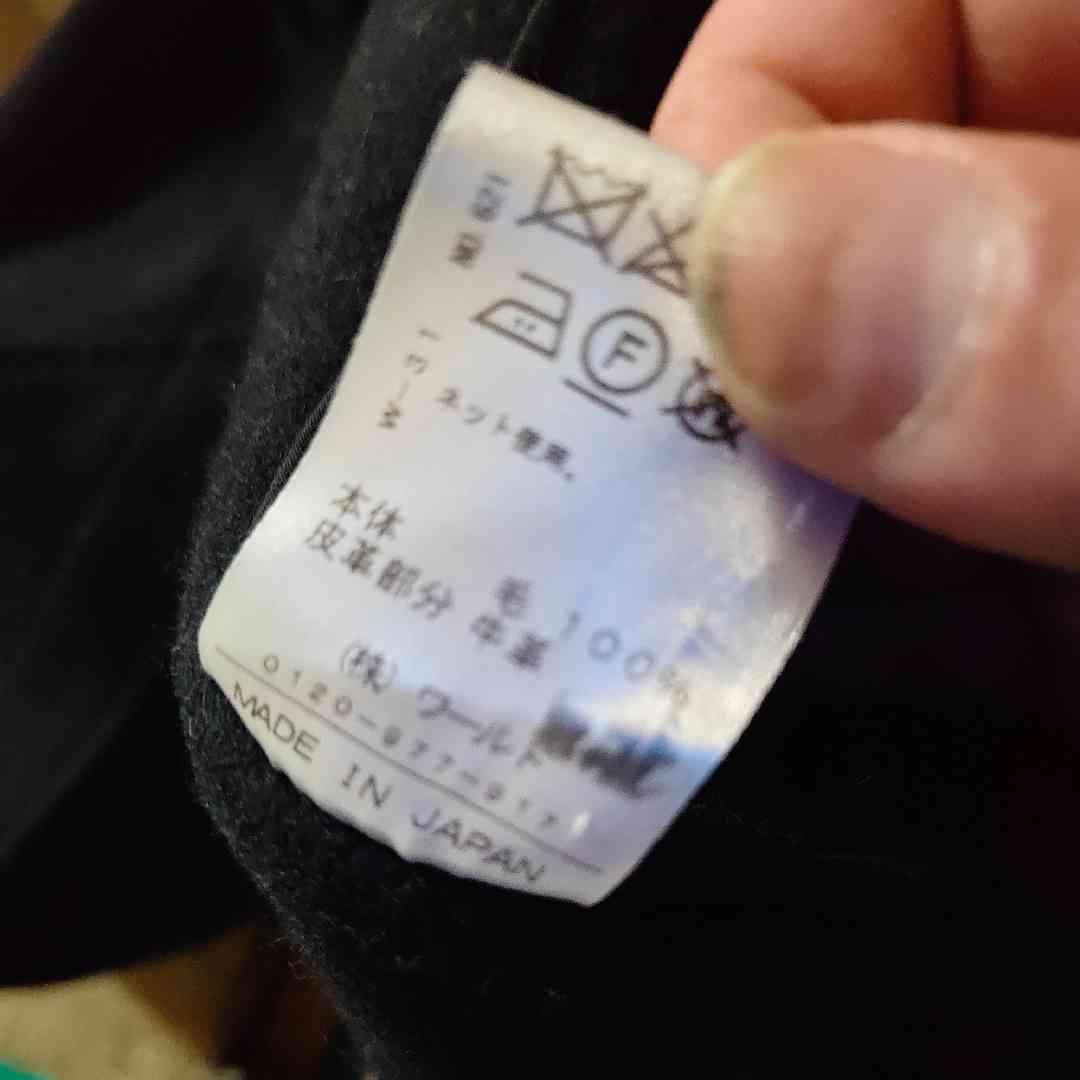 F
ネット使用。
本体 毛 100%
皮革部分 牛革
(株) ワールド
0120-977-917
MADE IN JAPAN